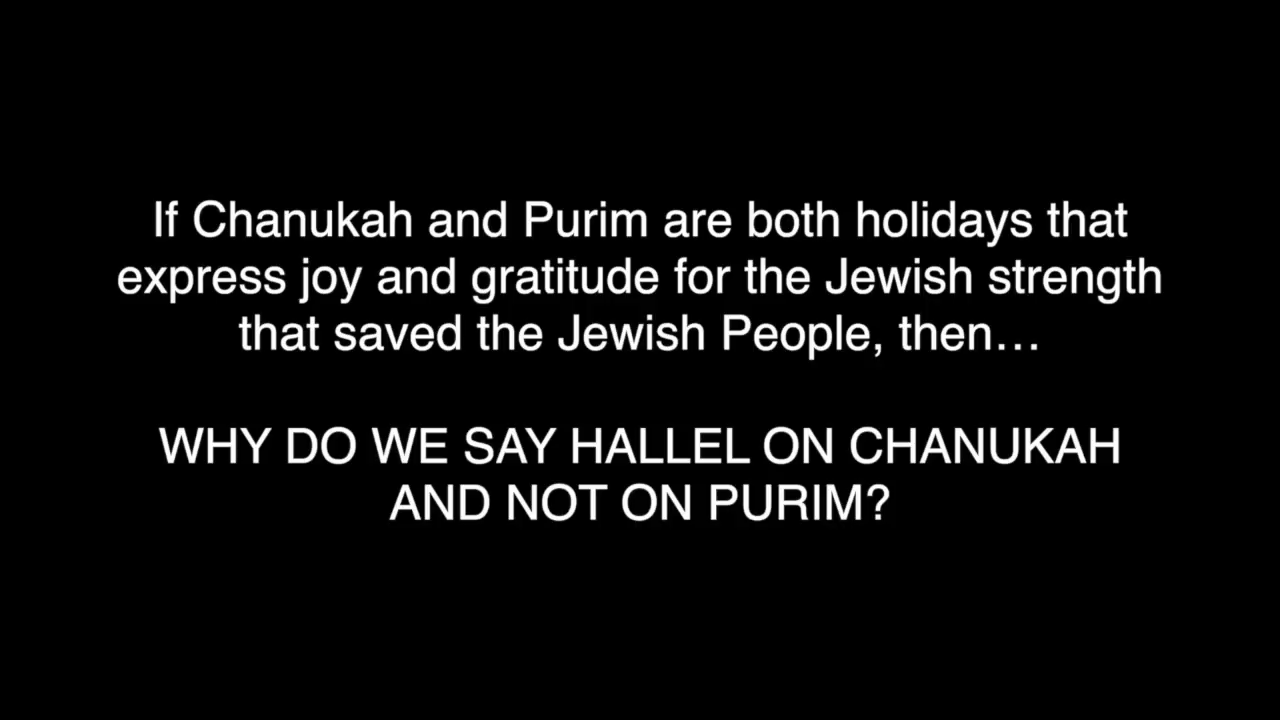 If Chanukah and Purim are both holidays that
express joy and gratitude for the Jewish strength
that saved the Jewish People, then…
WHY DO WE SAY HALLEL ON CHANUKAH
AND NOT ON PURIM?